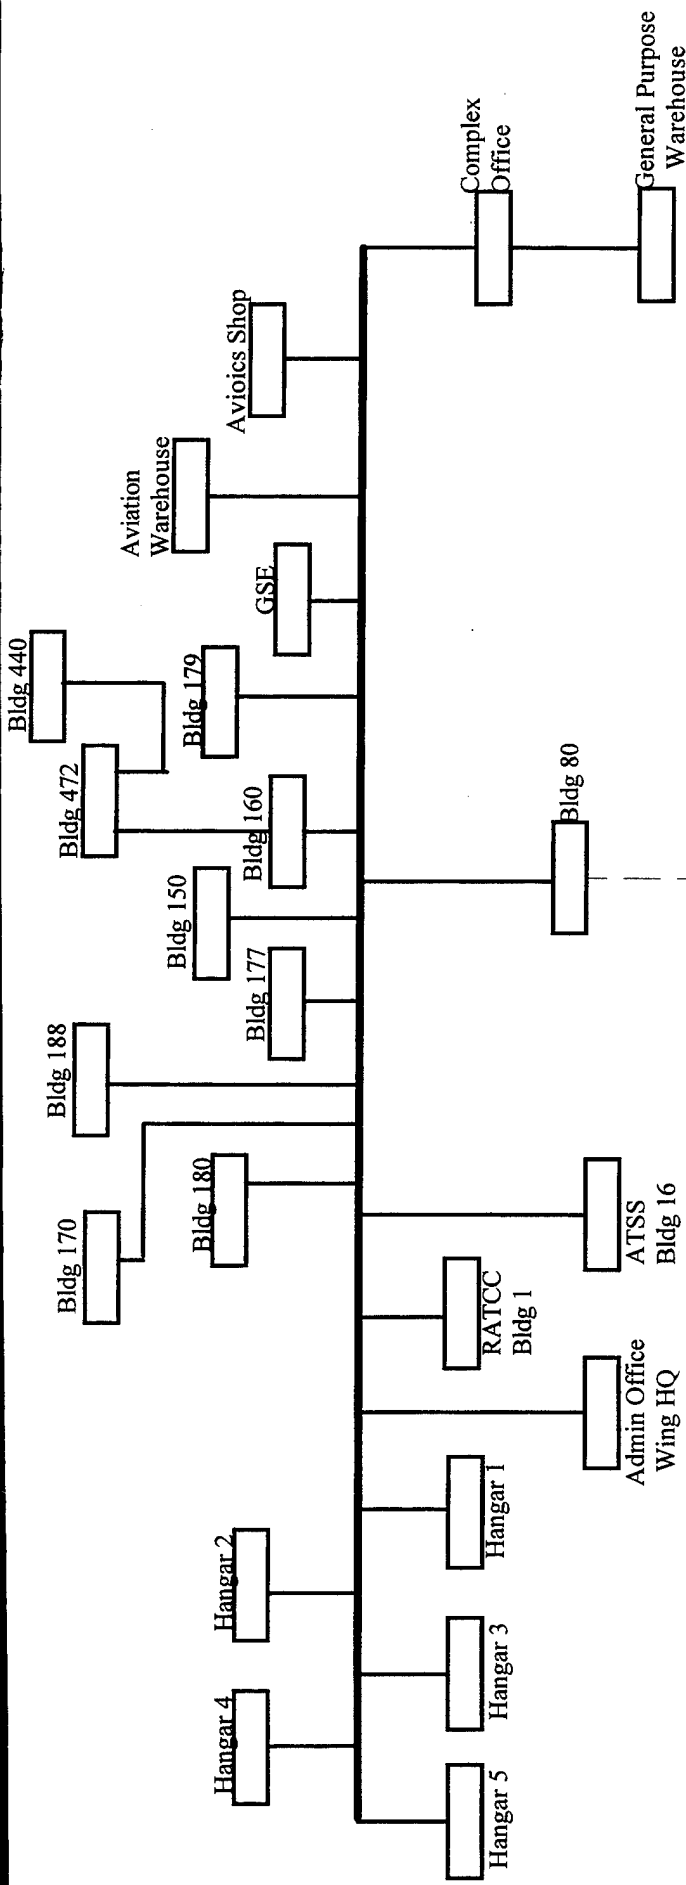 Hangar 4
Hangar 2
Bldg 170
Bldg 180
Bldg 188
Bldg 177
Bldg 150
Bldg 160
Bldg 472
Bldg 440
Bldg 179
GSE
Aviation
Warehouse
Avioics Shop
Hangar 5
Hangar 3
Hangar 1
Admin Office
Wing HQ
RATCC
Bldg 1
ATSS
Bldg 16
Bldg 80
Complex
Office
General Purpose
Warehouse